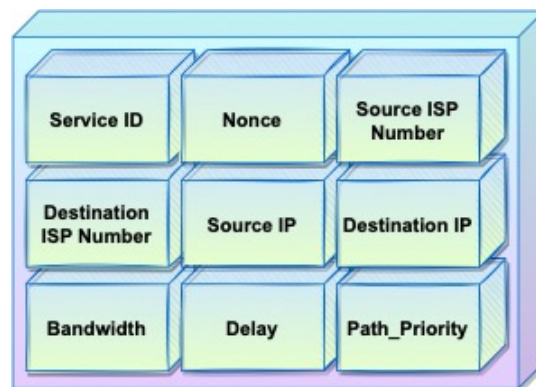 Service ID
Nonce
Source ISP
Number
Destination
ISP Number
Source IP
Destination IP
Bandwidth
Delay
Path_Priority